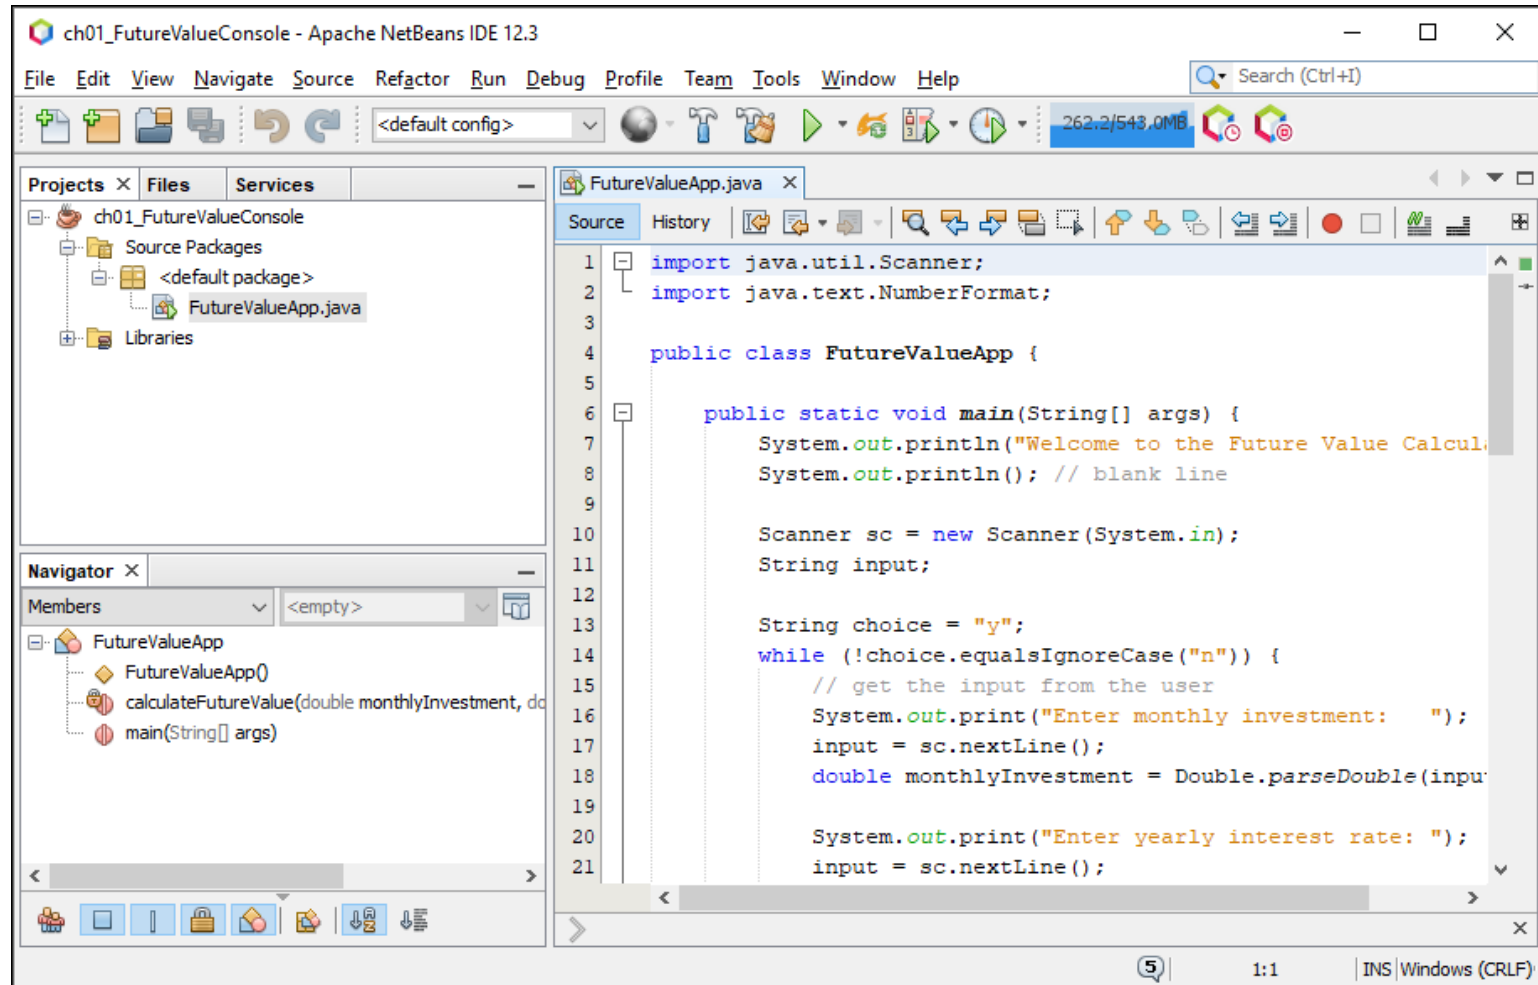 ch01_FutureValueConsole - Apache NetBeans IDE 12.3
File Edit View Navigate Source Refactor Run Debug Profile Team Tools Window Help
Search (Ctrl+I)
<default config>
262.2/543.0MB
Projects Files Services
ch01_FutureValueConsole
Source Packages
<default package>
FutureValueApp.java
Libraries
Navigator
Members
<empty>
FutureValueApp
FutureValueApp()
calculateFutureValue(double monthlyInvestment, do
main(String[] args)
FutureValueApp.java
Source History
1 import java.util.Scanner;
2 import java.text.NumberFormat;
3
4 public class FutureValueApp {
5
6 public static void main(String[] args) {
7 System.out.println("Welcome to the Future Value Calcul
8 System.out.println(); // blank line
9
10 Scanner sc = new Scanner(System.in);
11 String input;
12
13 String choice = "y";
14 while (!choice.equalsIgnoreCase("n")) {
15 // get the input from the user
16 System.out.print("Enter monthly investment:   ");
17 input = sc.nextLine();
18 double monthlyInvestment = Double.parseDouble(inpu
19
20 System.out.print("Enter yearly interest rate: ");
21 input = sc.nextLine();
5
1:1
INS
Windows (CRLF)